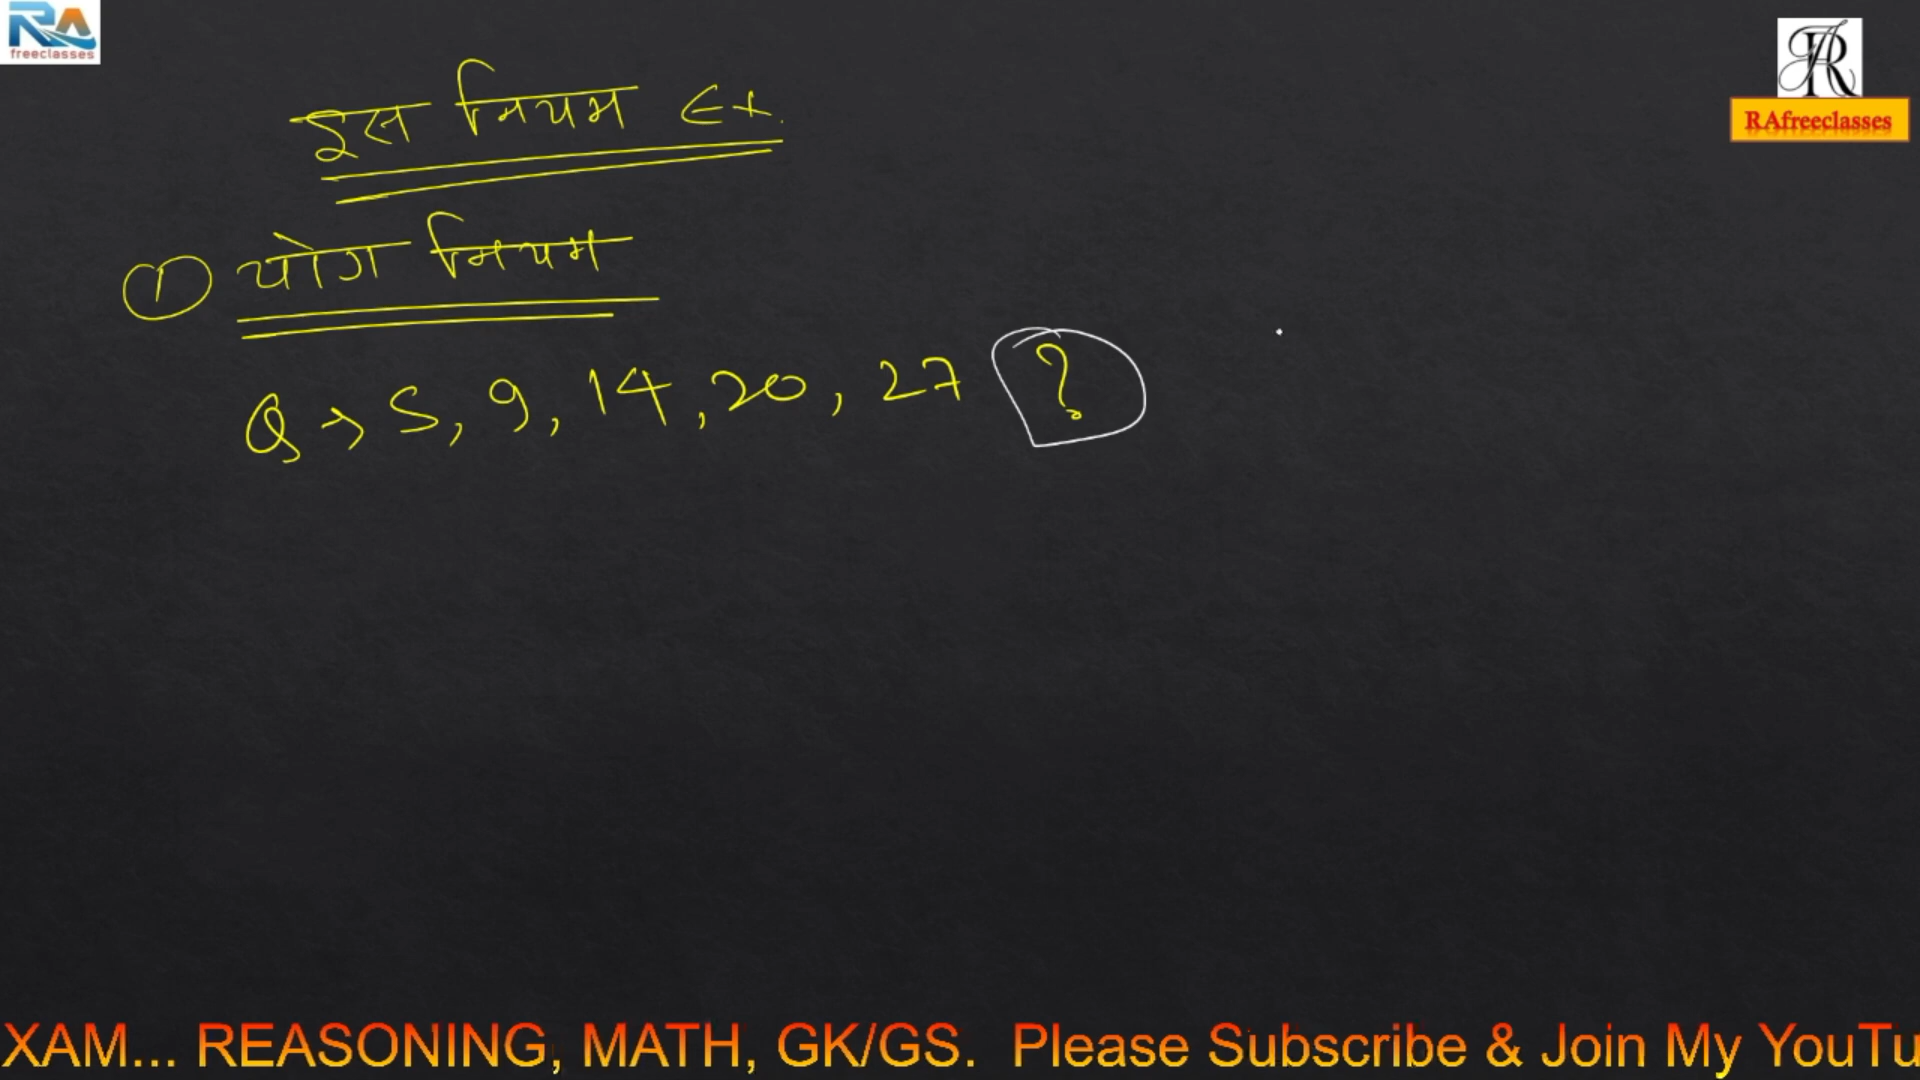 RA
freeclasses
RAfreeclasses
इस नियम Ex.
① योग नियम
Q → 5, 9, 14, 20, 27 ?
XAM... REASONING, MATH, GK/GS. Please Subscribe & Join My YouTu